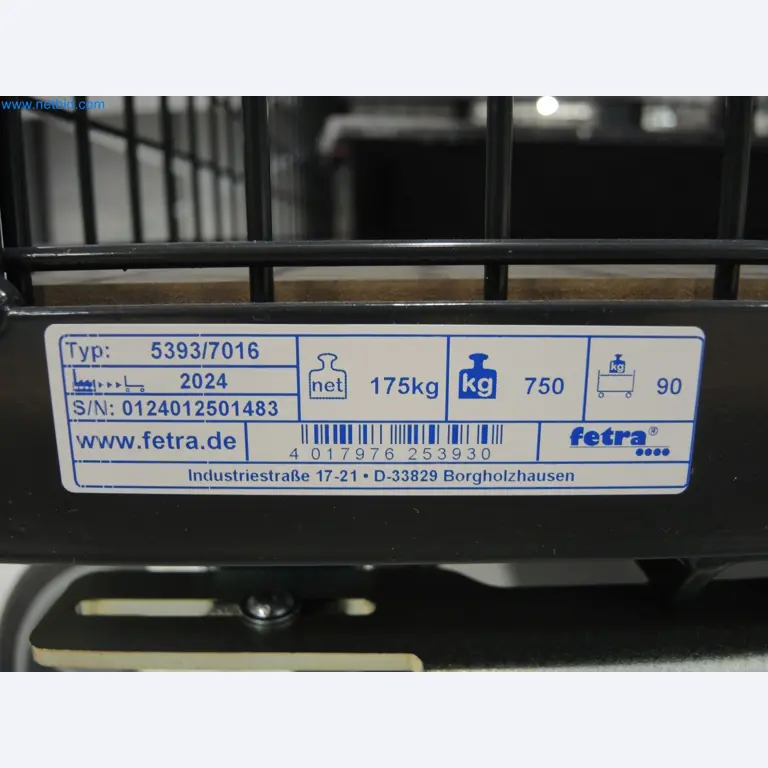 www.netbid.com
Typ: 5393/7016
2024
S/N: 0124012501483
net 175kg
kg 750
kg 90
www.fetra.de
4 017976 253930
fetra®
Industriestraße 17-21 • D-33829 Borgholzhausen